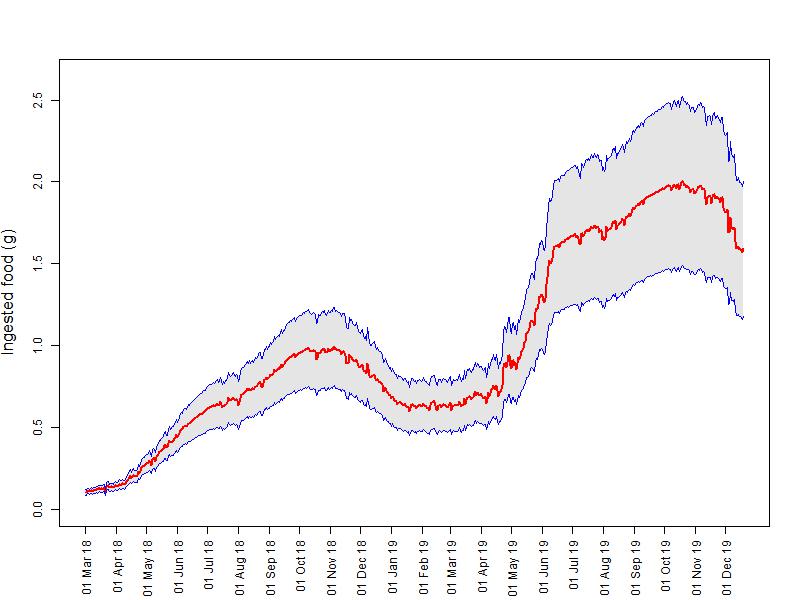 Ingested food (g)
2.5
2.0
1.5
1.0
0.5
0.0
01 Mar 18
01 Apr 18
01 May 18
01 Jun 18
01 Jul 18
01 Aug 18
01 Sep 18
01 Oct 18
01 Nov 18
01 Dec 18
01 Jan 19
01 Feb 19
01 Mar 19
01 Apr 19
01 May 19
01 Jun 19
01 Jul 19
01 Aug 19
01 Sep 19
01 Oct 19
01 Nov 19
01 Dec 19